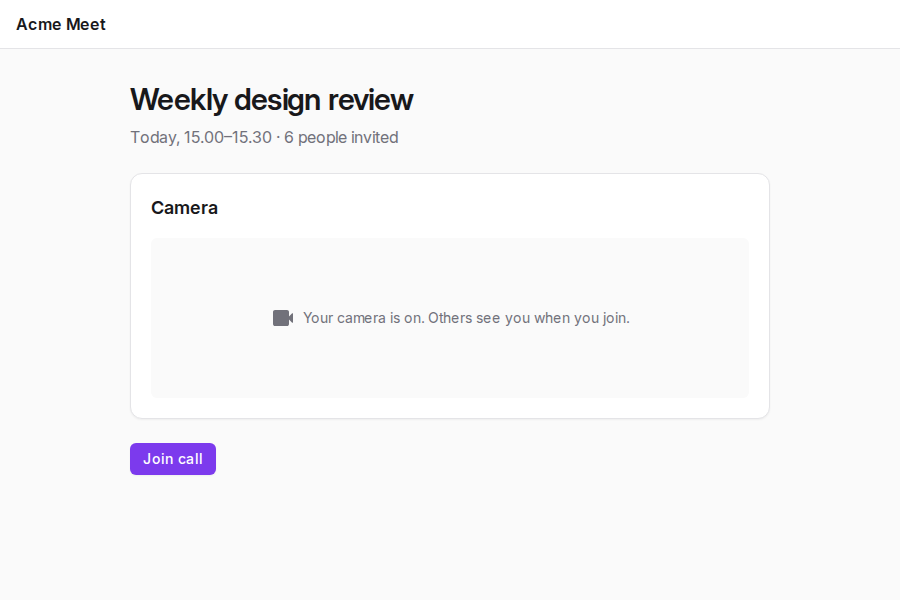 Acme Meet
Weekly design review
Today, 15.00–15.30 · 6 people invited
Camera
Your camera is on. Others see you when you join.
Join call